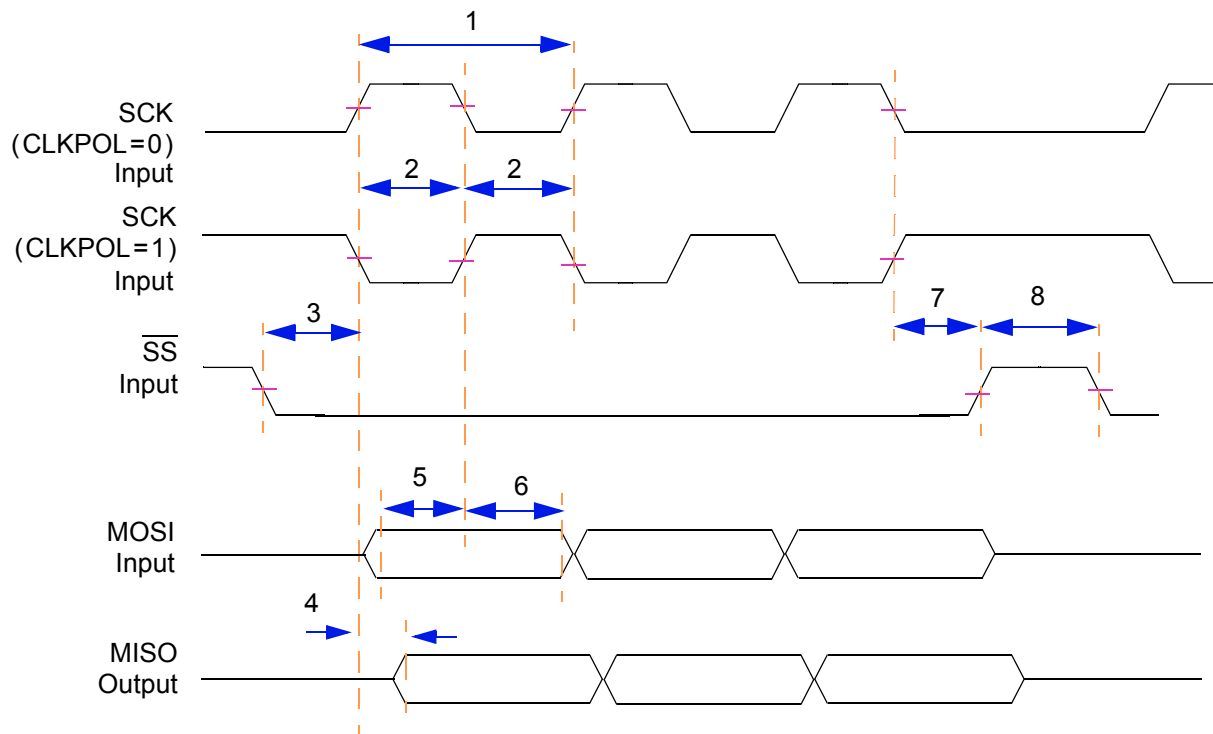 1
SCK
(CLKPOL=0)
Input
2 2
SCK
(CLKPOL=1)
Input
3 7 8
SS
Input
5 6
MOSI
Input
4
MISO
Output